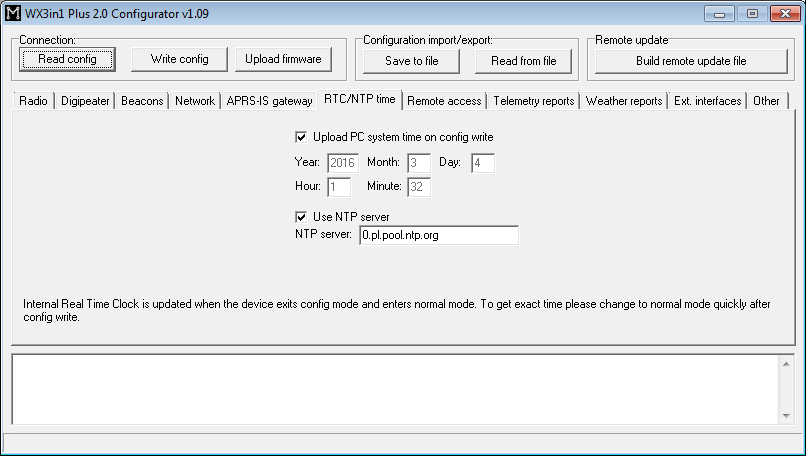 WX3in1 Plus 2.0 Configurator v1.09
Connection: Configuration import/export: Remote update
Read config Write config Upload firmware Save to file Read from file Build remote update file
Radio Digipeater Beacons Network APRS-IS gateway RTC/NTP time Remote access Telemetry reports Weather reports Ext. interfaces Other
Upload PC system time on config write
Year: 2016 Month: 3 Day: 4
Hour: 1 Minute: 32
Use NTP server
NTP server: 0.pl.pool.ntp.org
Internal Real Time Clock is updated when the device exits config mode and enters normal mode. To get exact time please change to normal mode quickly after
config write.